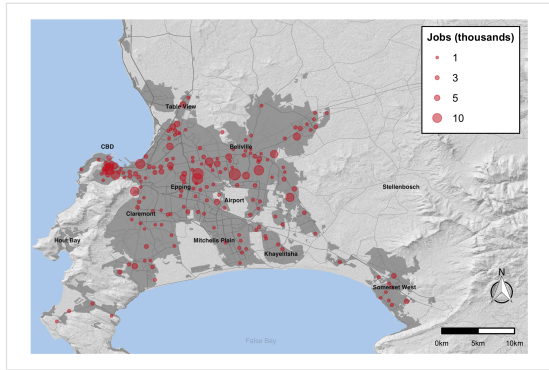 Jobs (thousands)
1
3
5
10
Table View
CBD
Bellville
Epping
Stellenbosch
Airport
Claremont
Hout Bay
Mitchells Plain
Khayelitsha
N
Somerset West
0km 5km 10km
False Bay